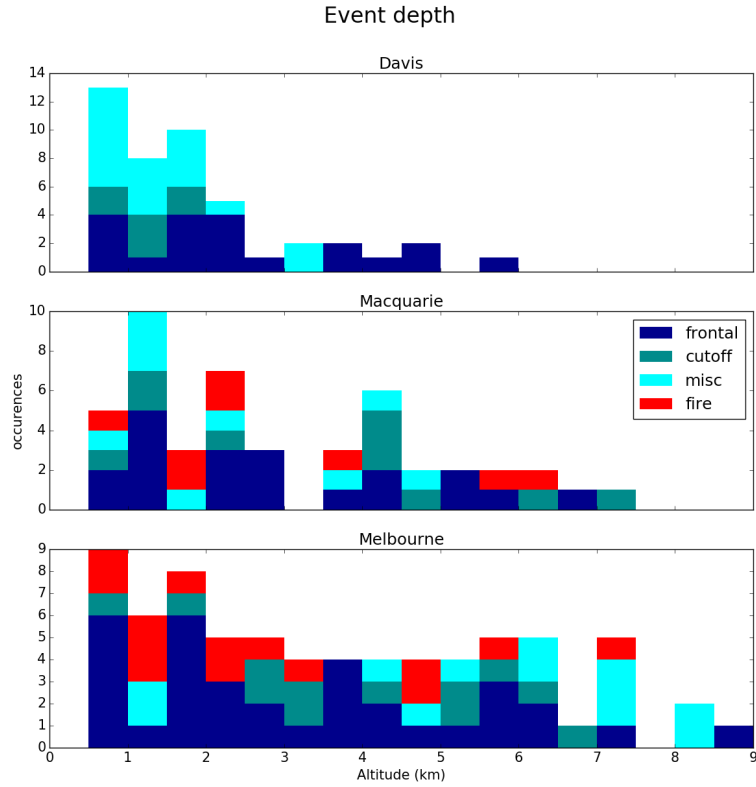 Event depth
Davis
14
12
10
8
6
4
2
0
Macquarie
10
8
6
4
2
0
occurences
frontal
cutoff
misc
fire
Melbourne
9
8
7
6
5
4
3
2
1
0
0 1 2 3 4 5 6 7 8 9
Altitude (km)